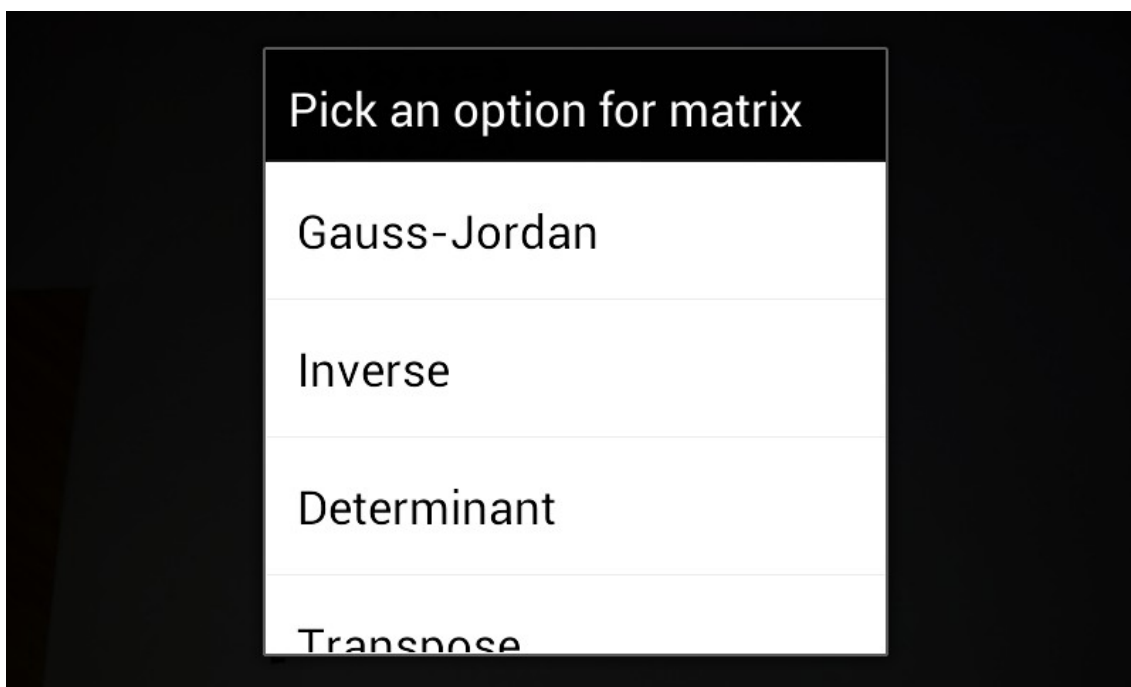 Pick an option for matrix
Gauss-Jordan
Inverse
Determinant
Transpose